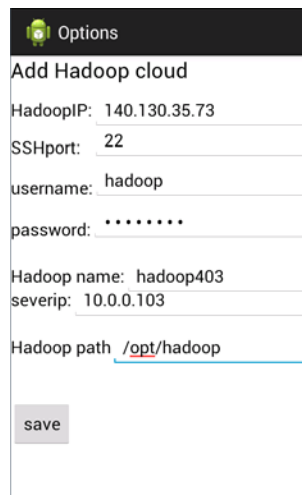 Options
Add Hadoop cloud
HadoopIP: 140.130.35.73
SSHport: 22
username: hadoop
password: ••••••••
Hadoop name: hadoop403
severip: 10.0.0.103
Hadoop path /opt/hadoop
save